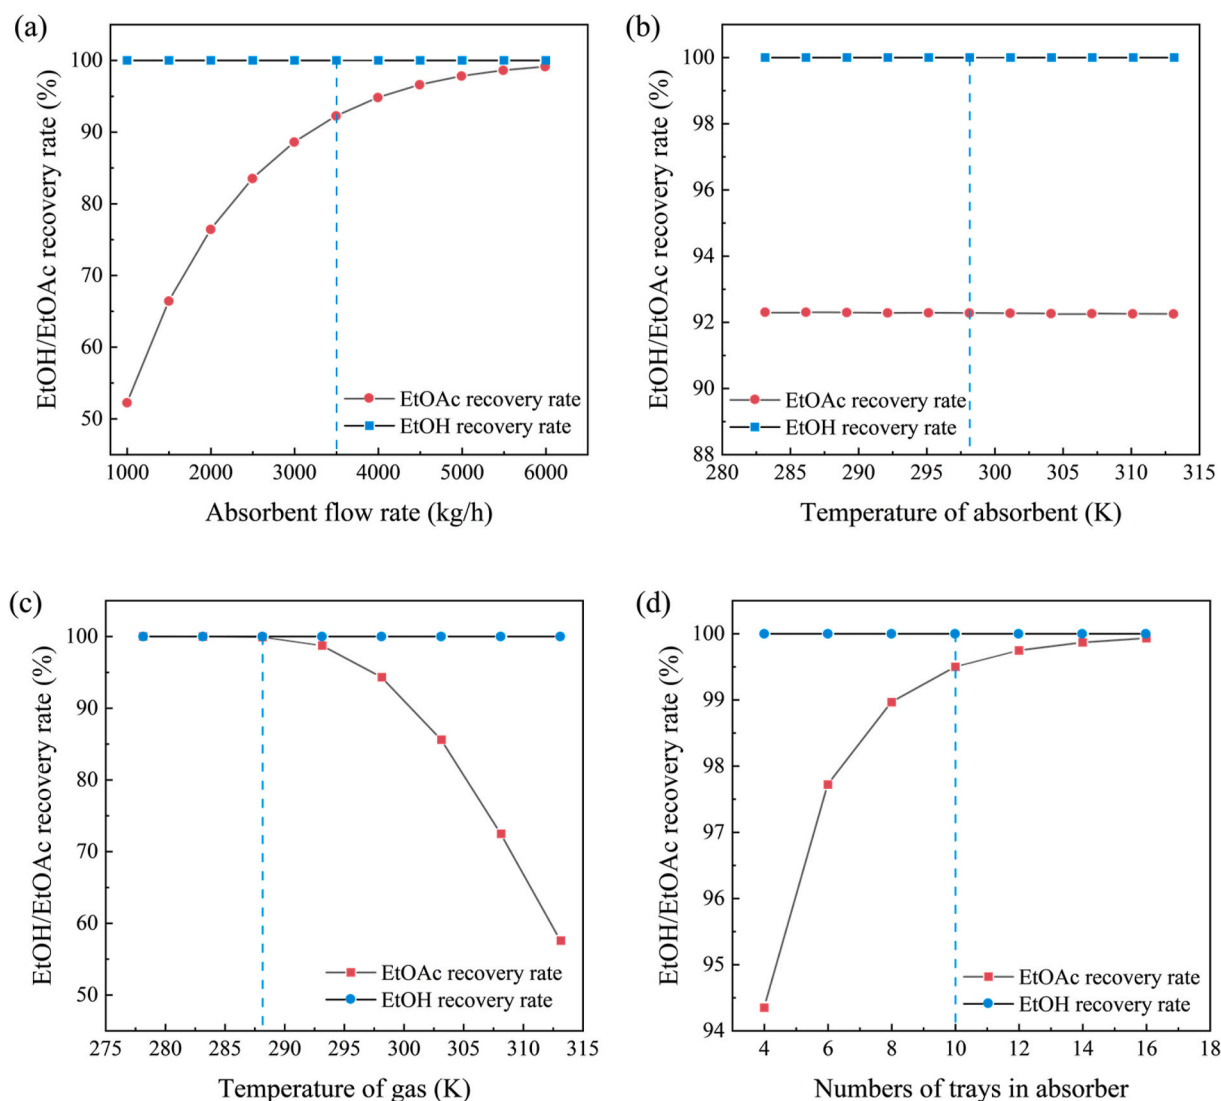 (a)
EtOH/EtOAc recovery rate (%)
100
90
80
70
60
50
EtOAc recovery rate
EtOH recovery rate
1000 2000 3000 4000 5000 6000
Absorbent flow rate (kg/h)
(b)
EtOH/EtOAc recovery rate (%)
100
98
96
94
92
90
88
EtOAc recovery rate
EtOH recovery rate
280 285 290 295 300 305 310 315
Temperature of absorbent (K)
(c)
EtOH/EtOAc recovery rate (%)
100
90
80
70
60
50
EtOAc recovery rate
EtOH recovery rate
275 280 285 290 295 300 305 310 315
Temperature of gas (K)
(d)
EtOH/EtOAc recovery rate (%)
100
99
98
97
96
95
94
EtOAc recovery rate
EtOH recovery rate
4 6 8 10 12 14 16 18
Numbers of trays in absorber